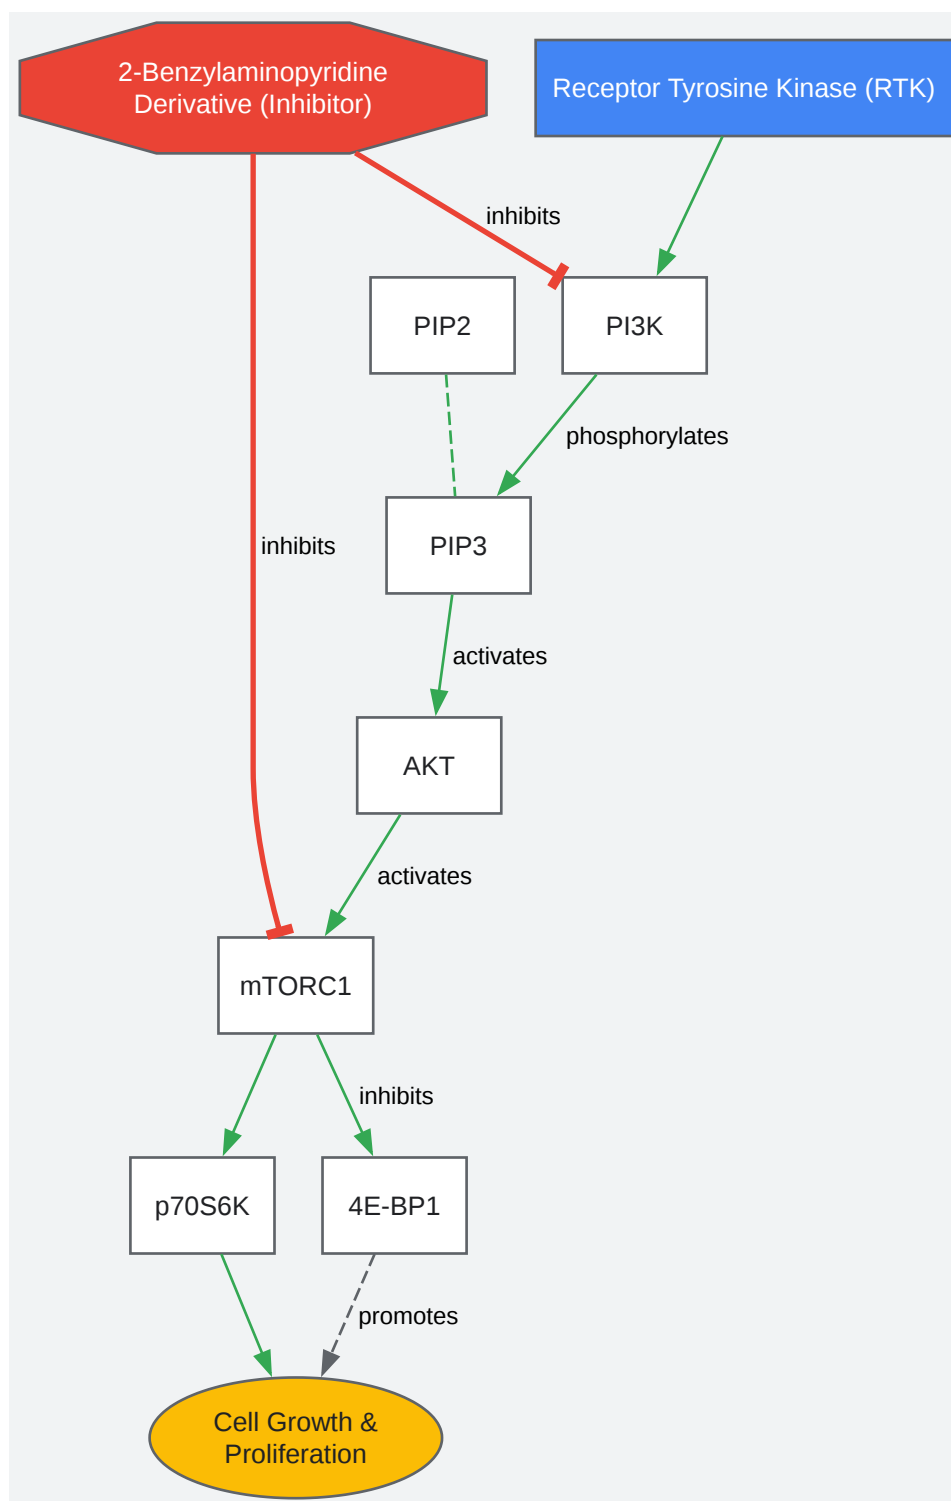 2-Benzylaminopyridine
Derivative (Inhibitor)
Receptor Tyrosine Kinase (RTK)
inhibits
PIP2
PI3K
phosphorylates
inhibits
PIP3
activates
AKT
activates
mTORC1
inhibits
p70S6K
4E-BP1
promotes
Cell Growth &
Proliferation